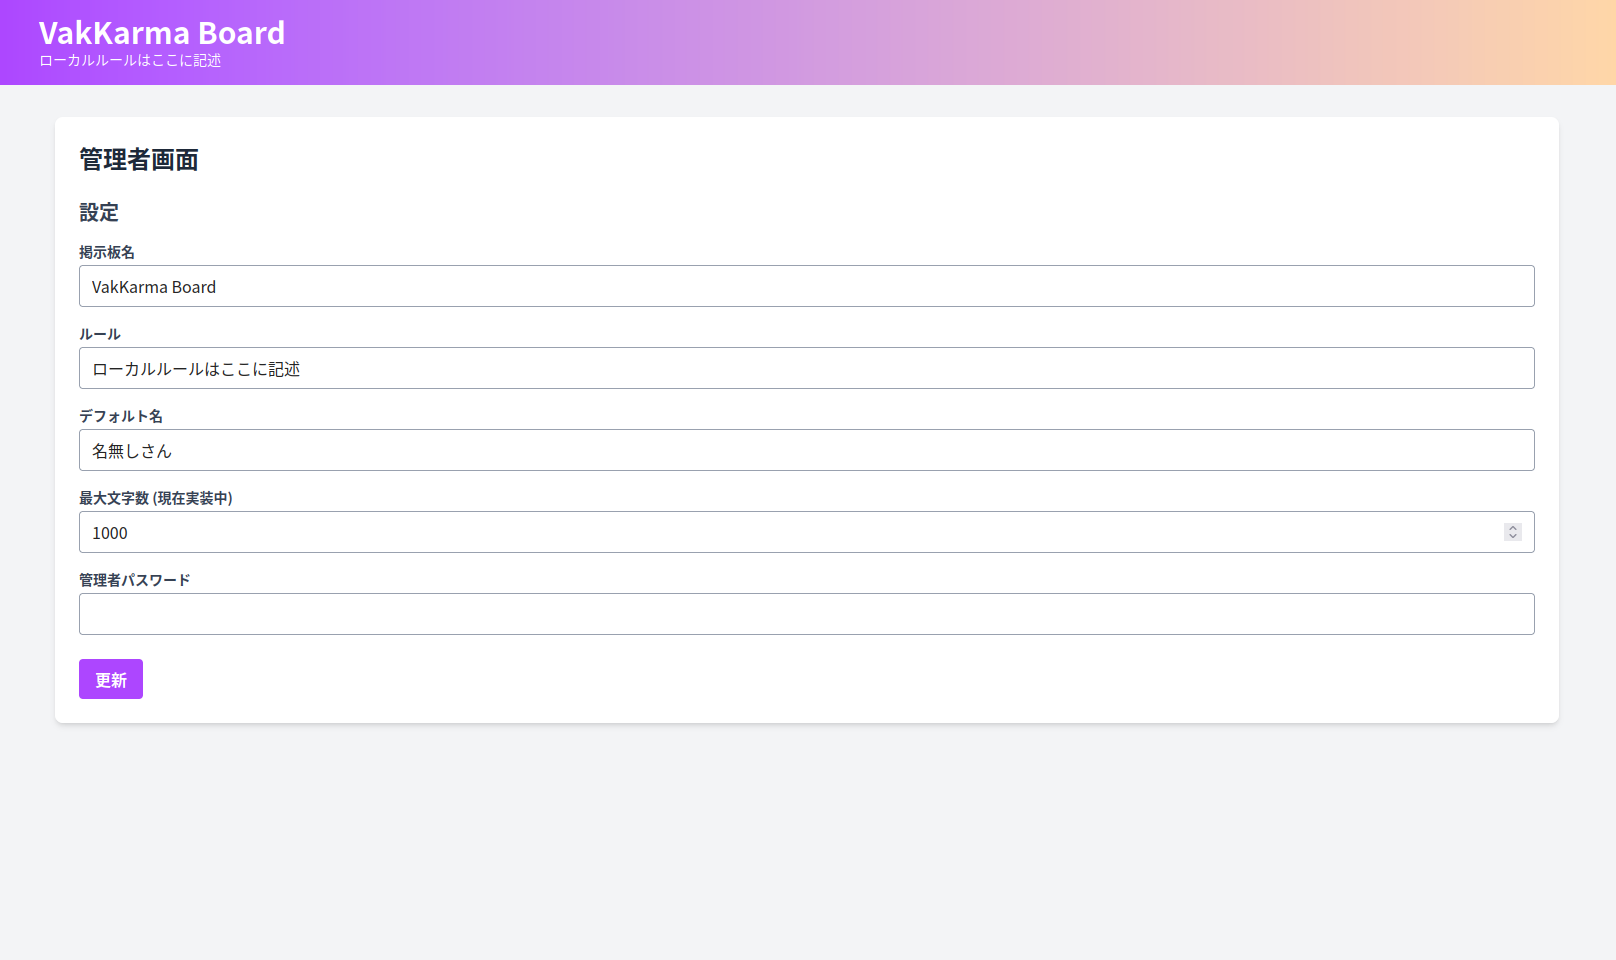 VakKarma Board
ローカルルールはここに記述
管理者画面
設定
掲示板名
VakKarma Board
ルール
ローカルルールはここに記述
デフォルト名
名無しさん
最大文字数 (現在実装中)
1000
管理者パスワード
更新